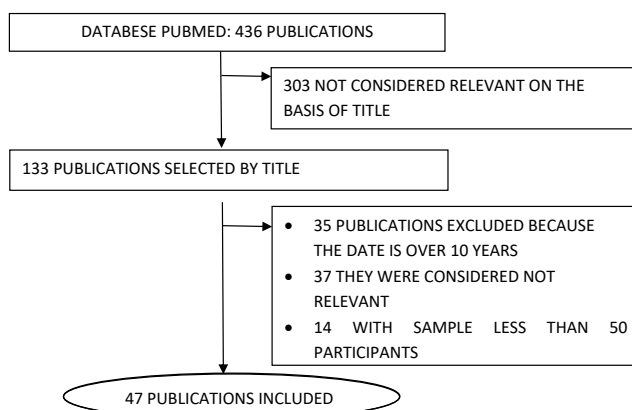 DATABESE PUBMED: 436 PUBLICATIONS
303 NOT CONSIDERED RELEVANT ON THE
BASIS OF TITLE
133 PUBLICATIONS SELECTED BY TITLE
• 35 PUBLICATIONS EXCLUDED BECAUSE
THE DATE IS OVER 10 YEARS
• 37 THEY WERE CONSIDERED NOT
RELEVANT
• 14 WITH SAMPLE LESS THAN 50
PARTICIPANTS
47 PUBLICATIONS INCLUDED